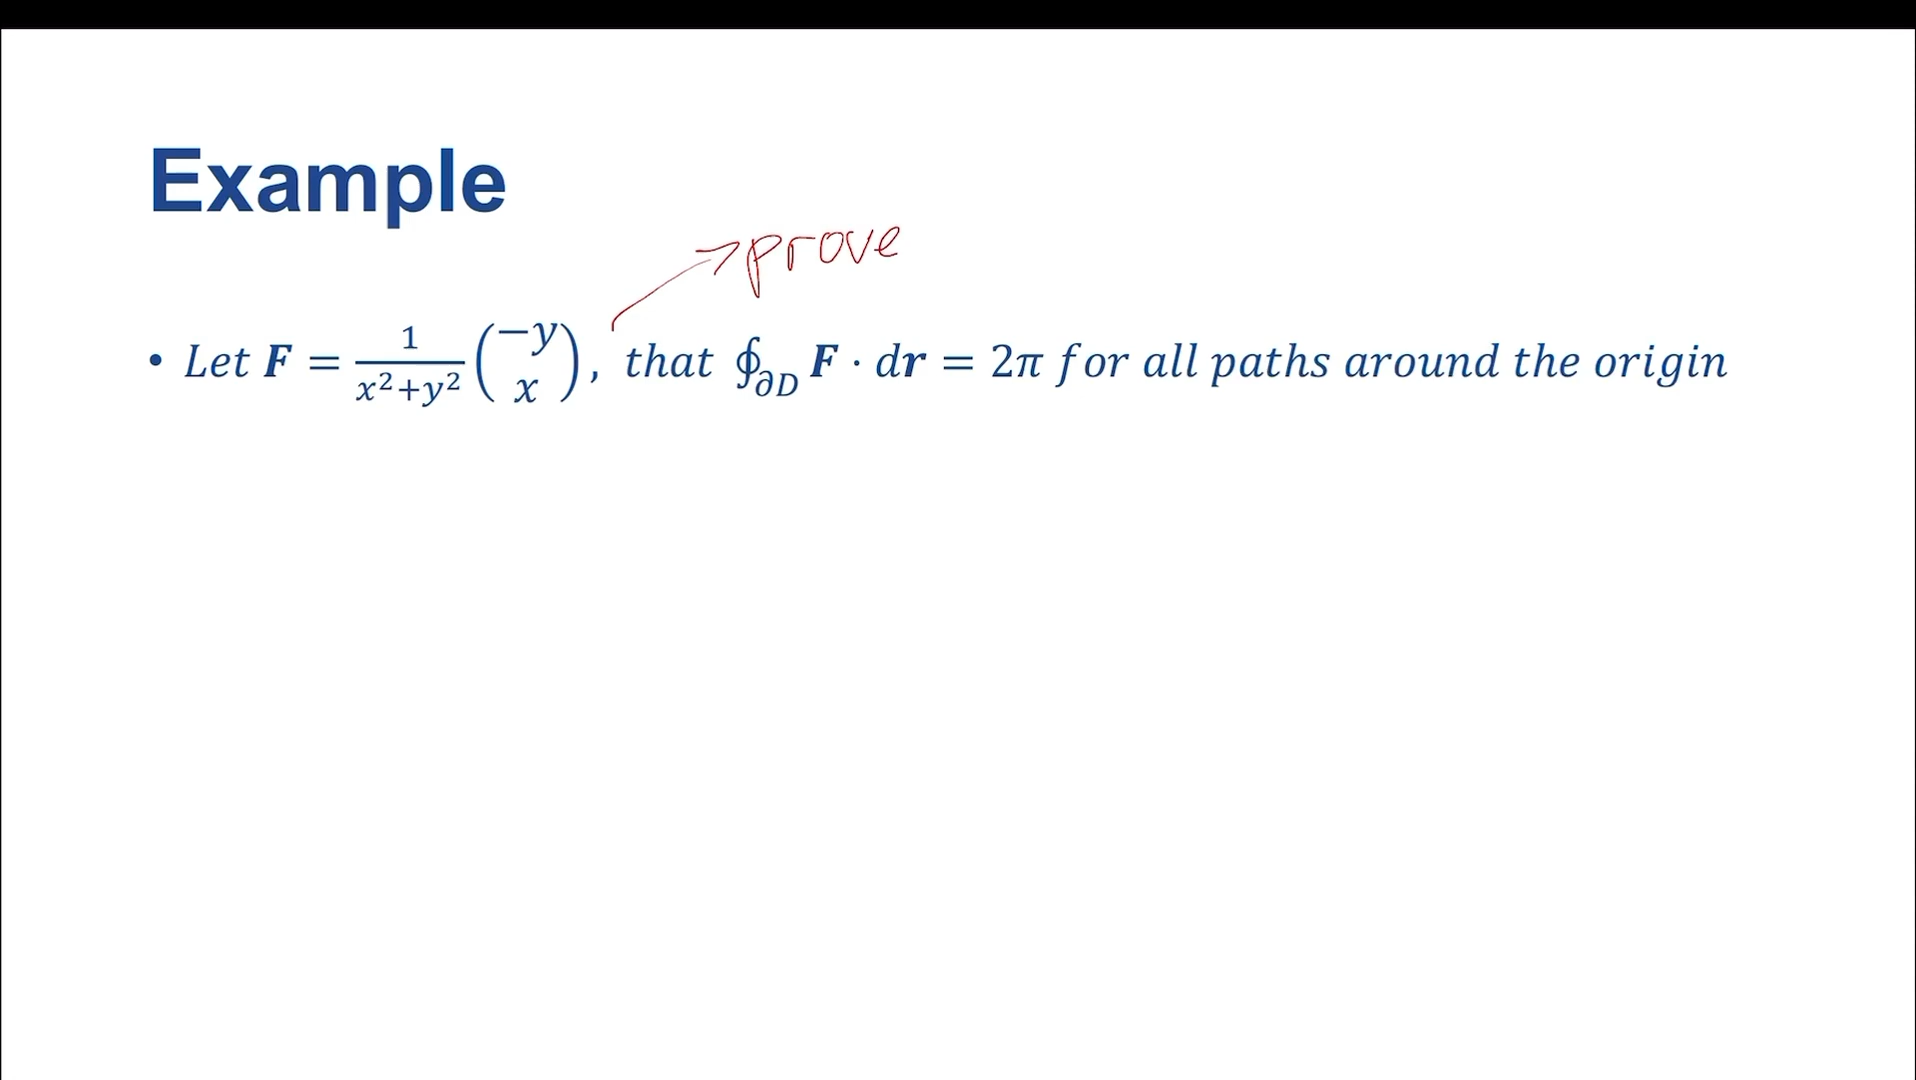 Example
→prove
• Let F = 1/(x²+y²) (−y x), that ∮∂D F · dr = 2π for all paths around the origin